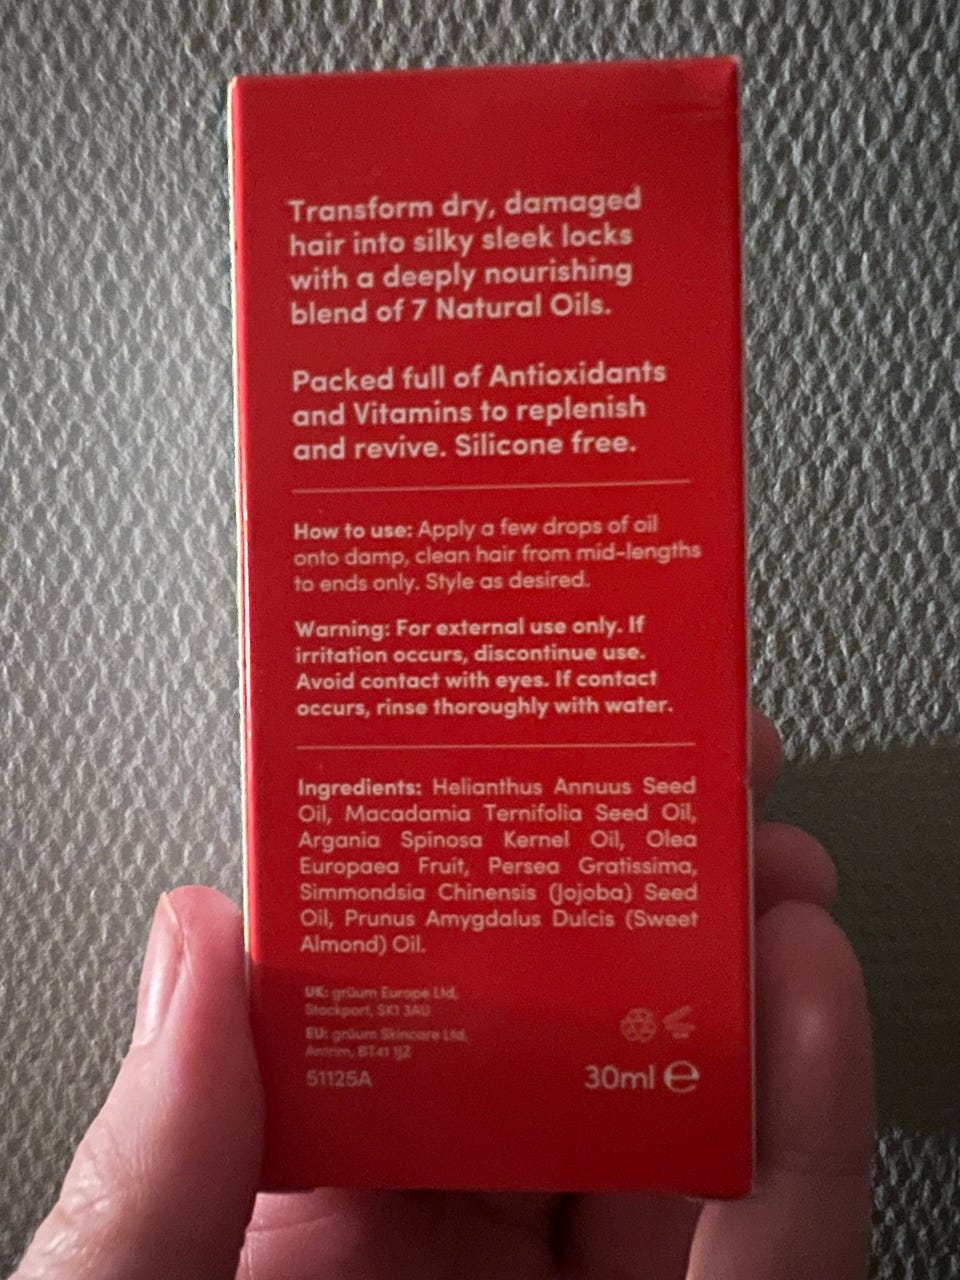 Transform dry, damaged
hair into silky sleek locks
with a deeply nourishing
blend of 7 Natural Oils.
Packed full of Antioxidants
and Vitamins to replenish
and revive. Silicone free.
How to use: Apply a few drops of oil
onto damp, clean hair from mid-lengths
to ends only. Style as desired.
Warning: For external use only. If
irritation occurs, discontinue use.
Avoid contact with eyes. If contact
occurs, rinse thoroughly with water.
Ingredients: Helianthus Annuus Seed
Oil, Macadamia Ternifolia Seed Oil,
Argania Spinosa Kernel Oil, Olea
Europaea Fruit, Persea Gratissima,
Simmondsia Chinensis (Jojoba) Seed
Oil, Prunus Amygdalus Dulcis (Sweet
Almond) Oil.
UK: grüum Europe Ltd,
Stockport, SK1 3AU
EU: grüum Skincare Ltd,
Antrim, BT41 1JZ
51125A
30ml e